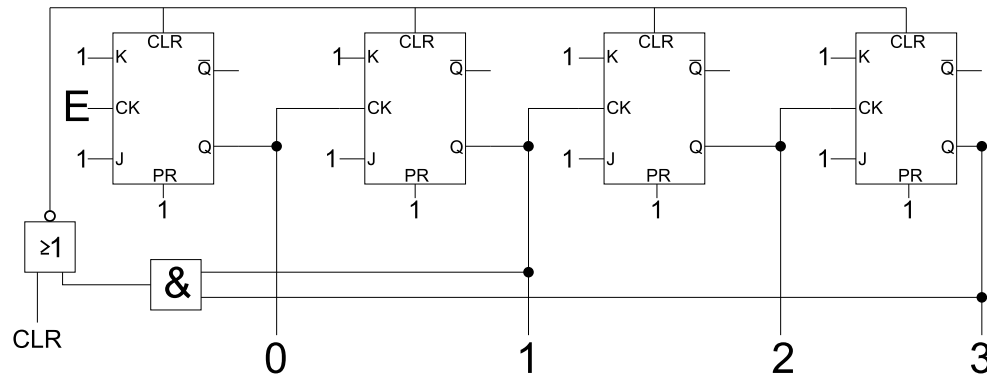 CLR CLR CLR CLR
1 K Q̅ 1 K Q̅ 1 K Q̅ 1 K Q̅
E CK CK CK CK
1 J Q 1 J Q 1 J Q 1 J Q
PR PR PR PR
1 1 1 1
≥1
&
CLR
0 1 2 3